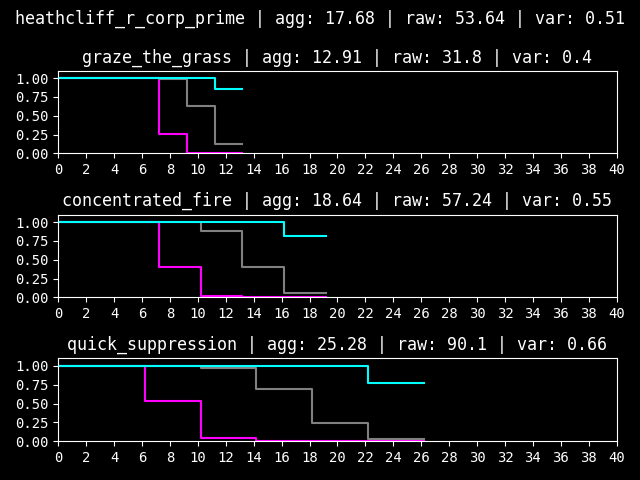 heathcliff_r_corp_prime | agg: 17.68 | raw: 53.64 | var: 0.51
graze_the_grass | agg: 12.91 | raw: 31.8 | var: 0.4
1.00
0.75
0.50
0.25
0.00
0 2 4 6 8 10 12 14 16 18 20 22 24 26 28 30 32 34 36 38 40
concentrated_fire | agg: 18.64 | raw: 57.24 | var: 0.55
1.00
0.75
0.50
0.25
0.00
0 2 4 6 8 10 12 14 16 18 20 22 24 26 28 30 32 34 36 38 40
quick_suppression | agg: 25.28 | raw: 90.1 | var: 0.66
1.00
0.75
0.50
0.25
0.00
0 2 4 6 8 10 12 14 16 18 20 22 24 26 28 30 32 34 36 38 40